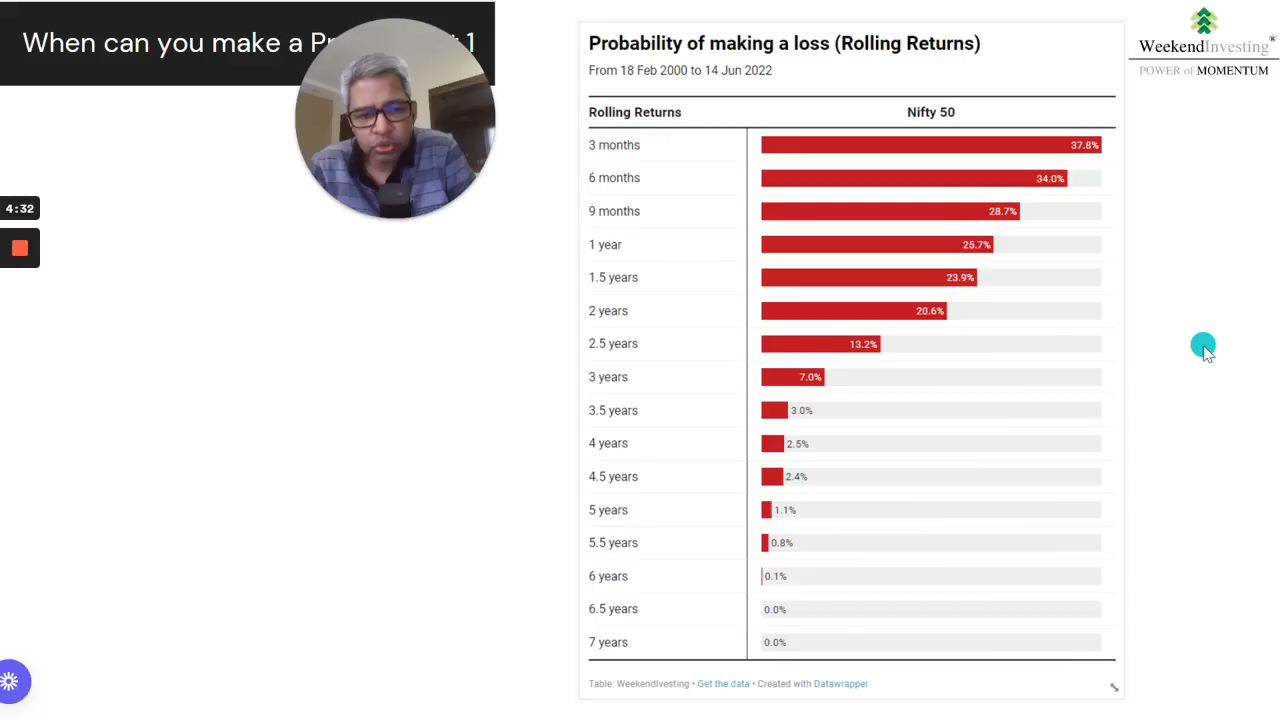 When can you make a Pr 1
WeekendInvesting®
POWER of MOMENTUM
4:32
Probability of making a loss (Rolling Returns)
From 18 Feb 2000 to 14 Jun 2022
Rolling Returns Nifty 50
3 months 37.8%
6 months 34.0%
9 months 28.7%
1 year 25.7%
1.5 years 23.9%
2 years 20.6%
2.5 years 13.2%
3 years 7.0%
3.5 years 3.0%
4 years 2.5%
4.5 years 2.4%
5 years 1.1%
5.5 years 0.8%
6 years 0.1%
6.5 years 0.0%
7 years 0.0%
Table: WeekendInvesting • Get the data • Created with Datawrapper